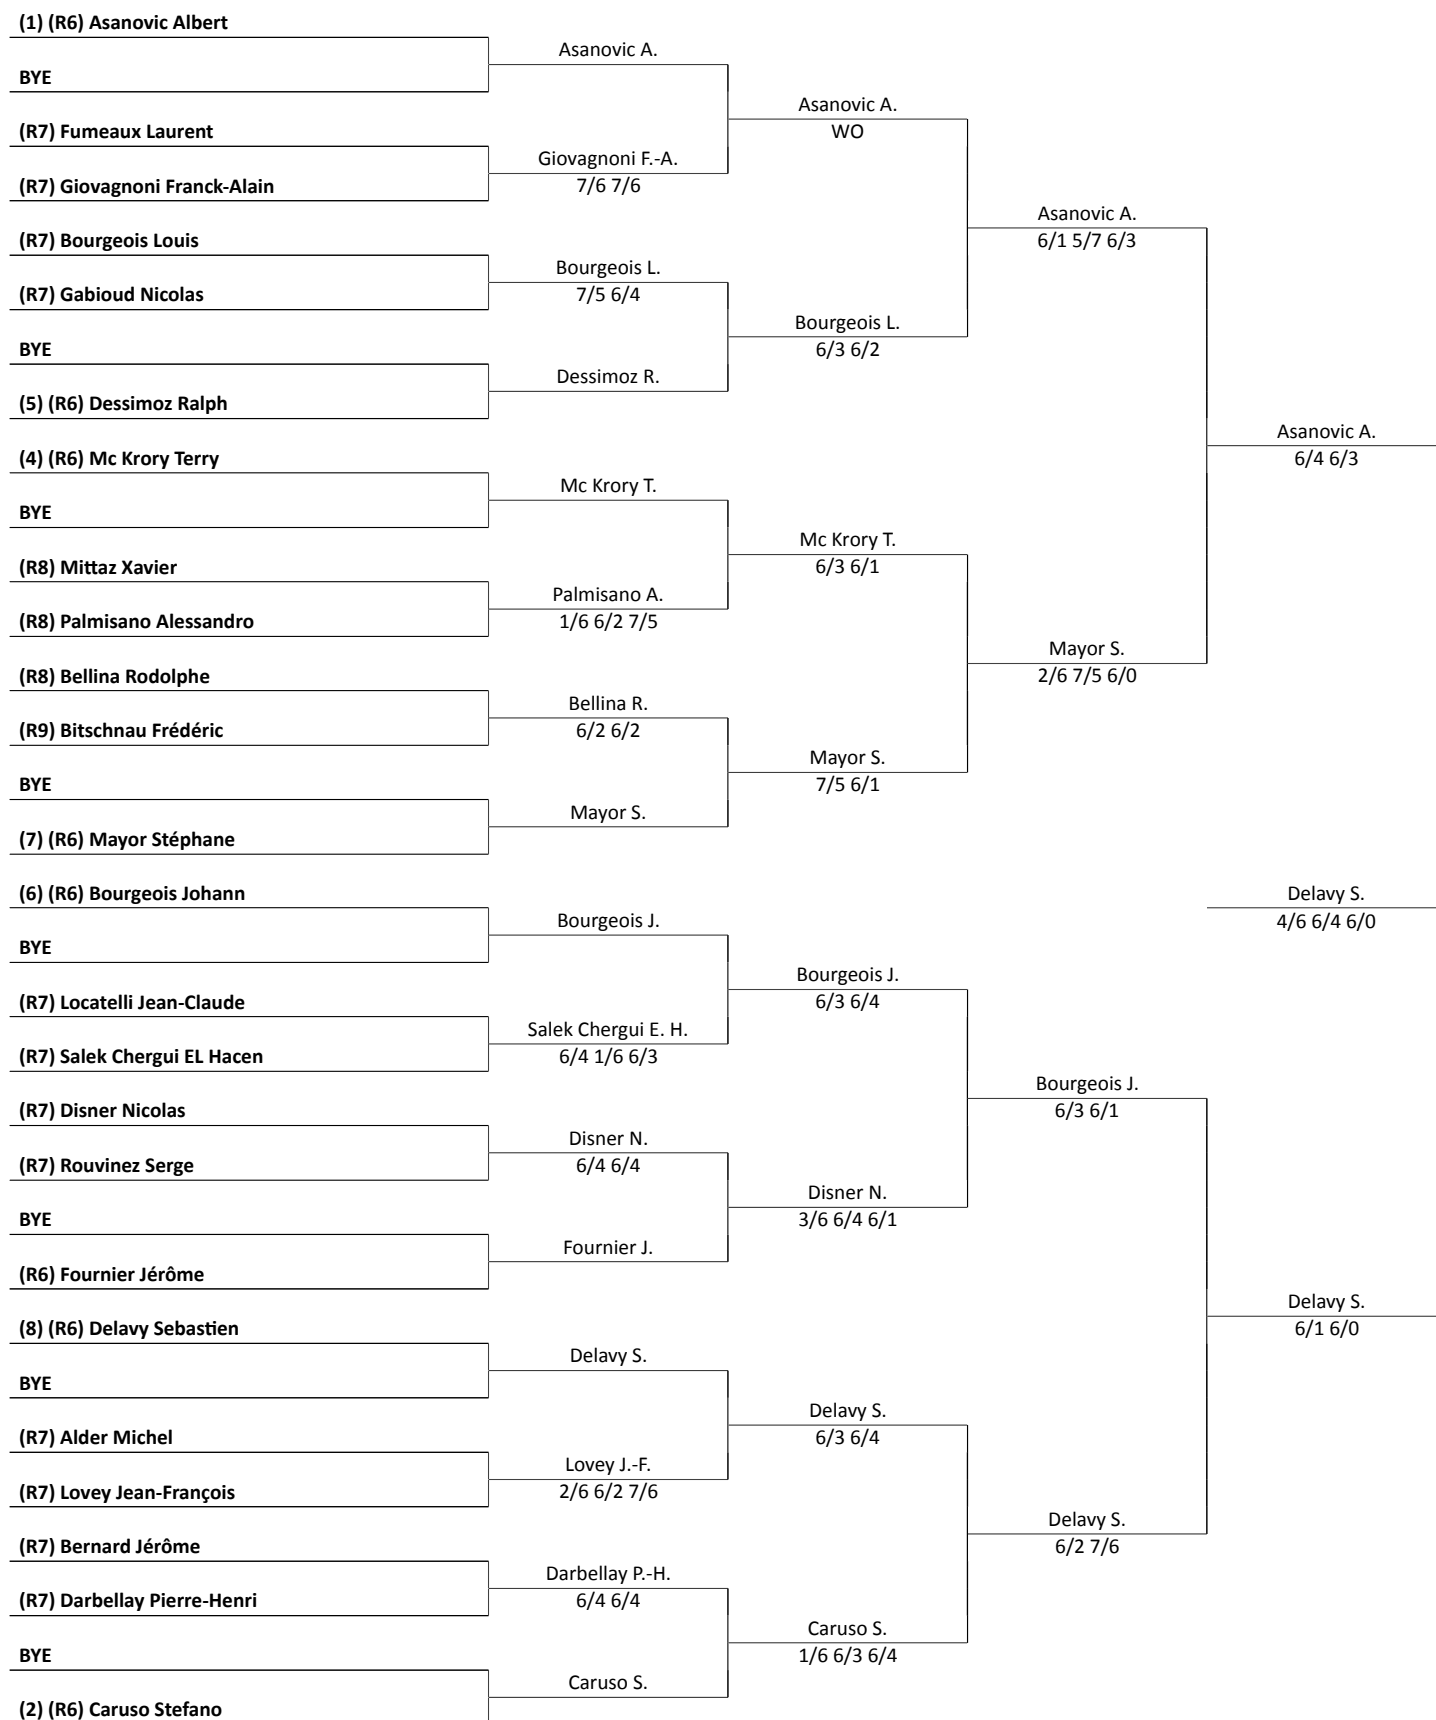 (1) (R6) Asanovic Albert
Asanovic A.
BYE
Asanovic A.
WO
(R7) Fumeaux Laurent
Giovagnoni F.-A.
7/6 7/6
(R7) Giovagnoni Franck-Alain
Asanovic A.
6/1 5/7 6/3
(R7) Bourgeois Louis
Bourgeois L.
7/5 6/4
(R7) Gabioud Nicolas
Bourgeois L.
6/3 6/2
BYE
Dessimoz R.
(5) (R6) Dessimoz Ralph
Asanovic A.
6/4 6/3
(4) (R6) Mc Krory Terry
Mc Krory T.
BYE
Mc Krory T.
6/3 6/1
(R8) Mittaz Xavier
Palmisano A.
1/6 6/2 7/5
(R8) Palmisano Alessandro
Mayor S.
2/6 7/5 6/0
(R8) Bellina Rodolphe
Bellina R.
6/2 6/2
(R9) Bitschnau Frédéric
Mayor S.
7/5 6/1
BYE
Mayor S.
(7) (R6) Mayor Stéphane
(6) (R6) Bourgeois Johann
Delavy S.
4/6 6/4 6/0
Bourgeois J.
BYE
Bourgeois J.
6/3 6/4
(R7) Locatelli Jean-Claude
Salek Chergui E. H.
6/4 1/6 6/3
(R7) Salek Chergui EL Hacen
Bourgeois J.
6/3 6/1
(R7) Disner Nicolas
Disner N.
6/4 6/4
(R7) Rouvinez Serge
Disner N.
3/6 6/4 6/1
BYE
Fournier J.
(R6) Fournier Jérôme
Delavy S.
6/1 6/0
(8) (R6) Delavy Sebastien
Delavy S.
BYE
Delavy S.
6/3 6/4
(R7) Alder Michel
Lovey J.-F.
2/6 6/2 7/6
(R7) Lovey Jean-François
Delavy S.
6/2 7/6
(R7) Bernard Jérôme
Darbellay P.-H.
6/4 6/4
(R7) Darbellay Pierre-Henri
Caruso S.
1/6 6/3 6/4
BYE
Caruso S.
(2) (R6) Caruso Stefano